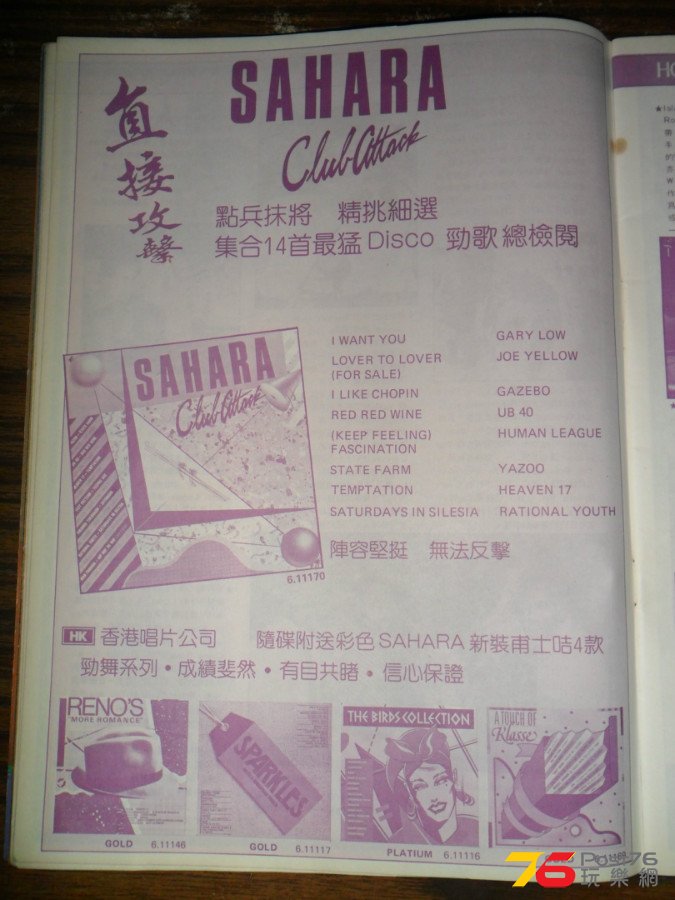 SAHARA
Club Attack
直接攻擊
點兵抹將 精挑細選
集合14首最猛 Disco 勁歌總檢閱
SAHARA
Club Attack
I WANT YOU GARY LOW
LOVER TO LOVER JOE YELLOW
(FOR SALE)
I LIKE CHOPIN GAZEBO
RED RED WINE UB 40
(KEEP FEELING) HUMAN LEAGUE
FASCINATION
STATE FARM YAZOO
TEMPTATION HEAVEN 17
SATURDAYS IN SILESIA RATIONAL YOUTH
6.11170
陣容堅挺 無法反擊
HK 香港唱片公司 隨碟附送彩色 SAHARA 新裝甫士咭4款
勁舞系列・成績斐然・有目共睹・信心保證
RENO'S
"MORE ROMANCE"
GOLD 6.11146
SPARKLES
GOLD 6.11117
THE BIRDS COLLECTION
PLATIUM 6.11116
A TOUCH OF
Klasse
HO
76 Post76
玩樂網